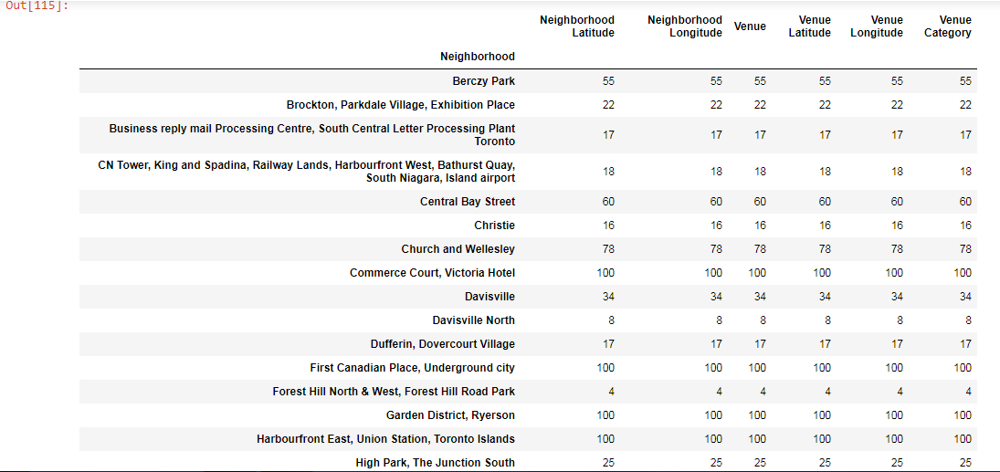 Out[115]:
Neighborhood Latitude Neighborhood Longitude Venue Venue Latitude Venue Longitude Venue Category
Neighborhood
Berczy Park 55 55 55 55 55 55
Brockton, Parkdale Village, Exhibition Place 22 22 22 22 22 22
Business reply mail Processing Centre, South Central Letter Processing Plant
Toronto 17 17 17 17 17 17
CN Tower, King and Spadina, Railway Lands, Harbourfront West, Bathurst Quay,
South Niagara, Island airport 18 18 18 18 18 18
Central Bay Street 60 60 60 60 60 60
Christie 16 16 16 16 16 16
Church and Wellesley 78 78 78 78 78 78
Commerce Court, Victoria Hotel 100 100 100 100 100 100
Davisville 34 34 34 34 34 34
Davisville North 8 8 8 8 8 8
Dufferin, Dovercourt Village 17 17 17 17 17 17
First Canadian Place, Underground city 100 100 100 100 100 100
Forest Hill North & West, Forest Hill Road Park 4 4 4 4 4 4
Garden District, Ryerson 100 100 100 100 100 100
Harbourfront East, Union Station, Toronto Islands 100 100 100 100 100 100
High Park, The Junction South 25 25 25 25 25 25